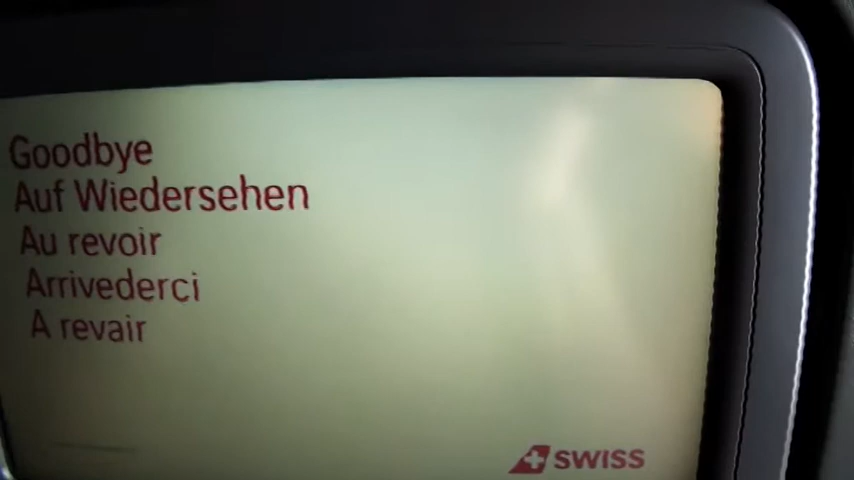 Goodbye
Auf Wiedersehen
Au revoir
Arrivederci
A revair
SWISS